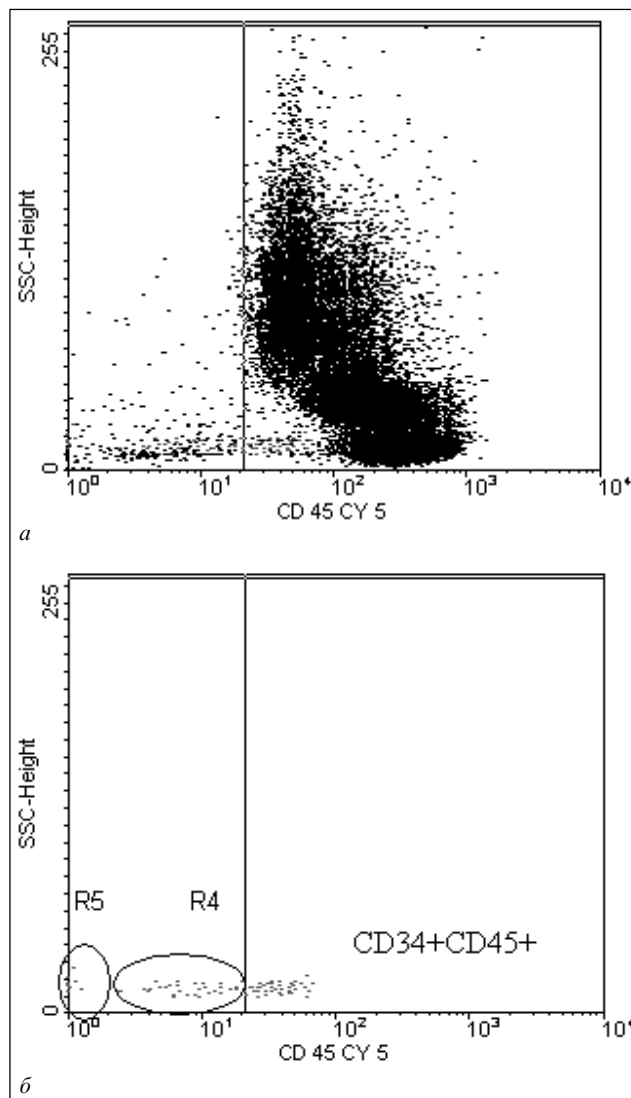 255
SSC-Height
0
10⁰ 10¹ 10² 10³ 10⁴
CD 45 CY 5
а
255
SSC-Height
R5 R4
CD34+CD45+
0
10⁰ 10¹ 10² 10³ 10⁴
CD 45 CY 5
б